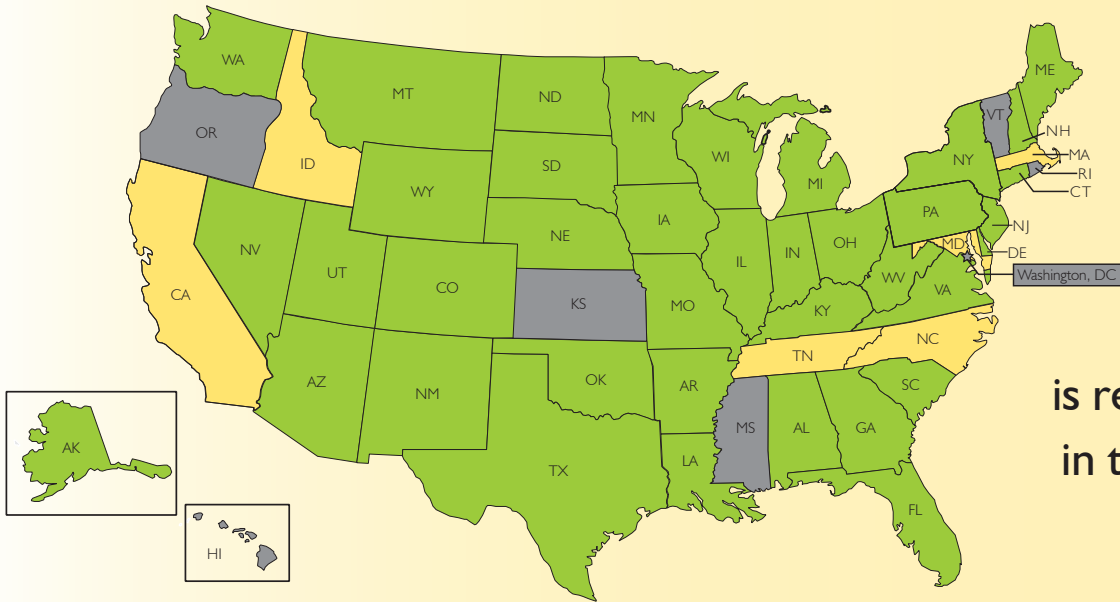 WA
MT
ND
MN
ME
OR
ID
SD
WI
VT
NH
MA
RI
CT
NY
MI
WY
IA
PA
NJ
NE
NV
UT
CO
IL
IN
OH
MD
DE
WV
VA
Washington, DC
CA
KS
MO
KY
NC
TN
AZ
NM
OK
AR
SC
MS
AL
GA
is re
in t
AK
TX
LA
FL
HI